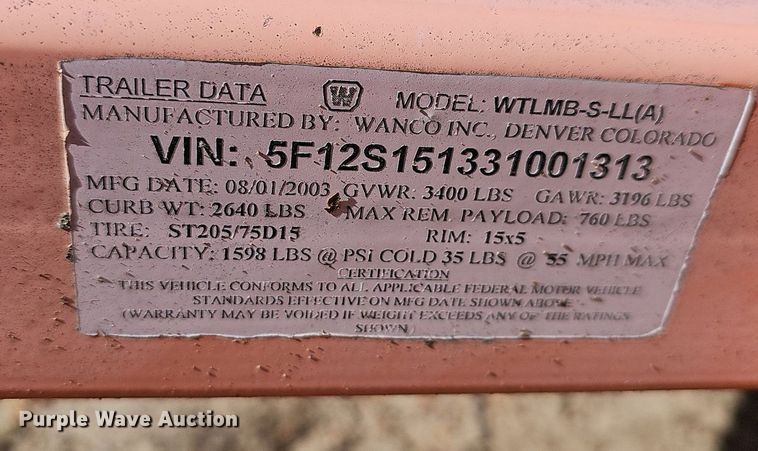 TRAILER DATA W MODEL: WTLMB-S-LL(A)
MANUFACTURED BY: WANCO INC., DENVER COLORADO
VIN: 5F12S151331001313
MFG DATE: 08/01/2003 GVWR: 3400 LBS GAWR: 3196 LBS
CURB WT: 2640 LBS MAX REM. PAYLOAD: 760 LBS
TIRE: ST205/75D15 RIM: 15x5
CAPACITY: 1598 LBS @ PSI COLD 35 LBS @ 55 MPH MAX
CERTIFICATION
THIS VEHICLE CONFORMS TO ALL APPLICABLE FEDERAL MOTOR VEHICLE
STANDARDS EFFECTIVE ON MFG DATE SHOWN ABOVE
(WARRANTY MAY BE VOIDED IF WEIGHT EXCEEDS ANY OF THE RATINGS
SHOWN)
Purple Wave Auction